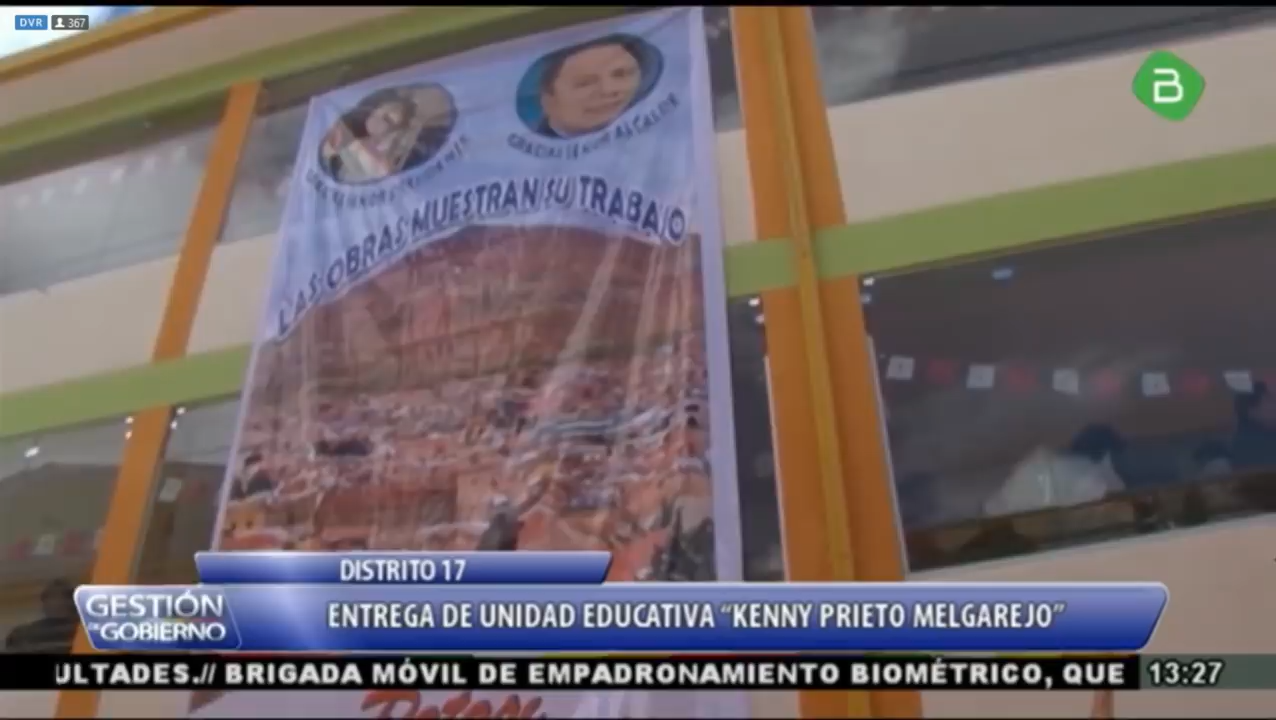 DVR 367
B
GRACIAS SEÑOR ALCALDE
LAS OBRAS MUESTRAN SU TRABAJO
DISTRITO 17
GESTIÓN DE GOBIERNO
ENTREGA DE UNIDAD EDUCATIVA “KENNY PRIETO MELGAREJO”
ULTADES.// BRIGADA MÓVIL DE EMPADRONAMIENTO BIOMÉTRICO, QUE 13:27
Potosí